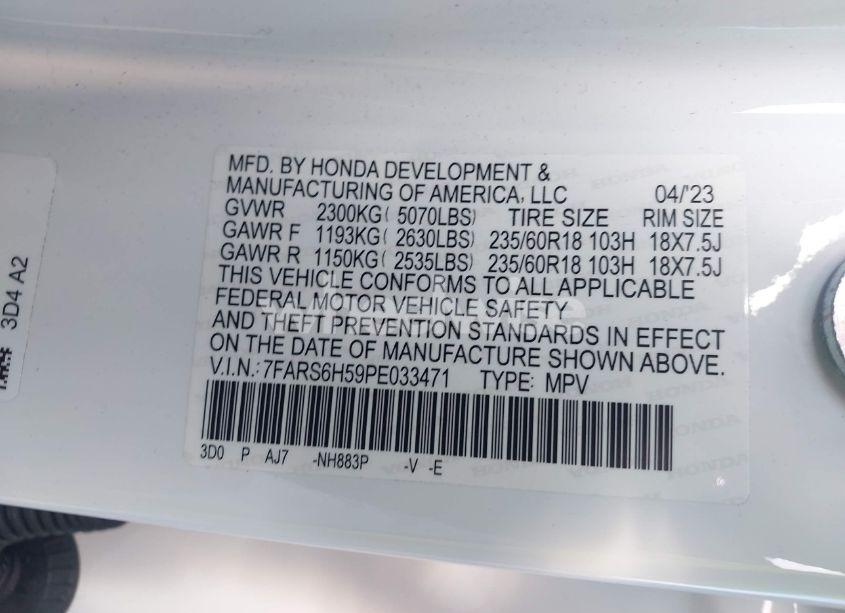 MFD. BY HONDA DEVELOPMENT &
MANUFACTURING OF AMERICA, LLC 04/'23
GVWR 2300KG( 5070LBS) TIRE SIZE RIM SIZE
GAWR F 1193KG( 2630LBS) 235/60R18 103H 18X7.5J
GAWR R 1150KG( 2535LBS) 235/60R18 103H 18X7.5J
THIS VEHICLE CONFORMS TO ALL APPLICABLE
FEDERAL MOTOR VEHICLE SAFETY
AND THEFT PREVENTION STANDARDS IN EFFECT
ON THE DATE OF MANUFACTURE SHOWN ABOVE.
V.I.N.:7FARS6H59PE033471 TYPE: MPV
3D0 P AJ7 -NH883P -V -E
3D4 A2